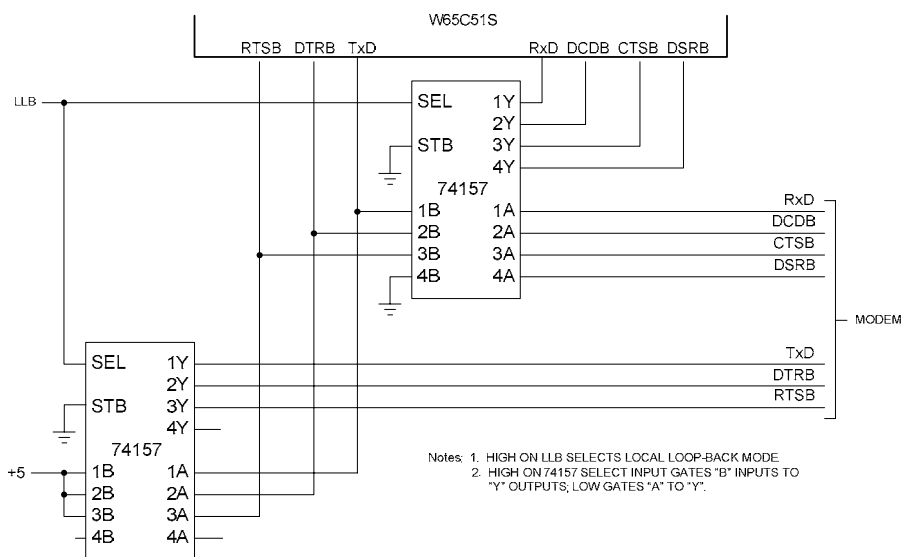 W65C51S
RTSB DTRB TxD RxD DCDB CTSB DSRB
LLB
SEL 1Y
2Y
STB 3Y
4Y
74157
1B 1A RxD
2B 2A DCDB
3B 3A CTSB
4B 4A DSRB
MODEM
SEL 1Y TxD
2Y DTRB
STB 3Y RTSB
4Y
74157
+5 1B 1A
2B 2A
3B 3A
4B 4A
Notes; 1. HIGH ON LLB SELECTS LOCAL LOOP-BACK MODE
2. HIGH ON 74157 SELECT INPUT GATES "B" INPUTS TO
"Y" OUTPUTS; LOW GATES "A" TO "Y".